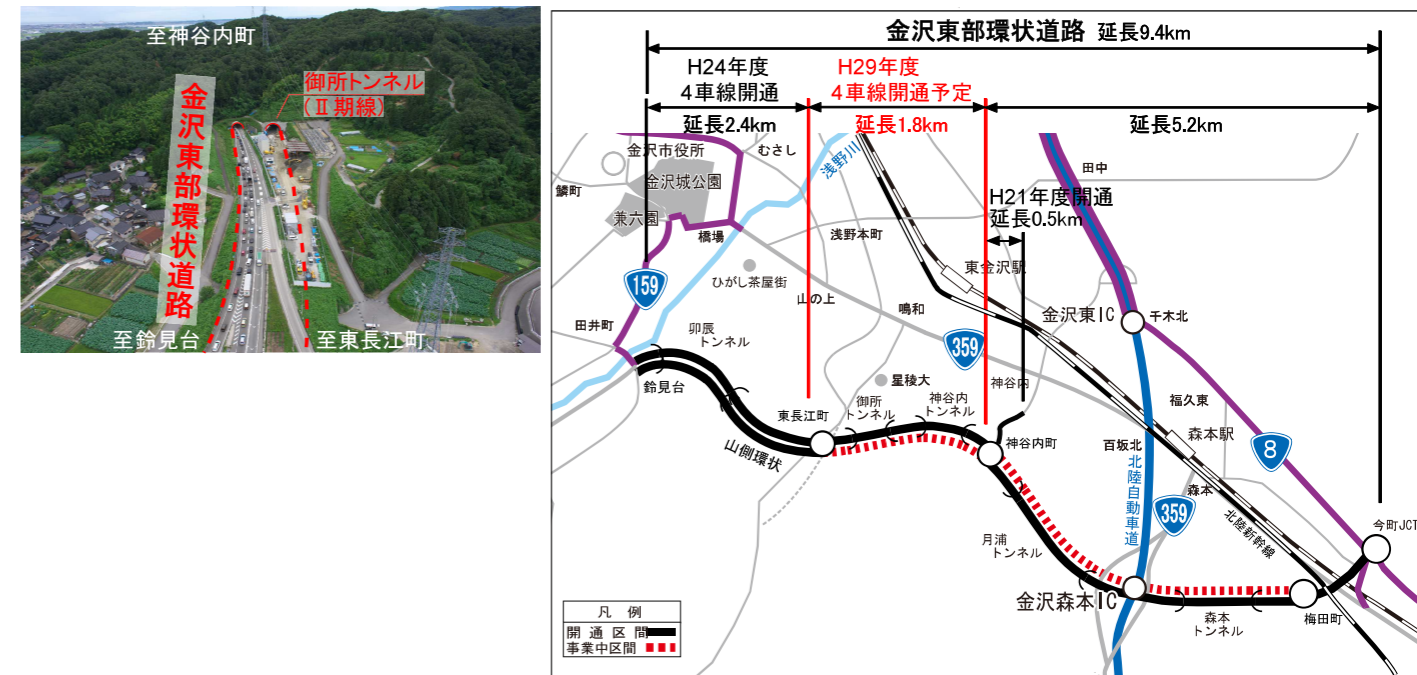 至神谷内町
御所トンネル
(Ⅱ期線)
金沢東部環状道路
至鈴見台
至東長江町
金沢東部環状道路 延長9.4km
H24年度
4車線開通
延長2.4km
H29年度
4車線開通予定
延長1.8km
延長5.2km
H21年度開通
延長0.5km
金沢市役所
むさし
浅野川
田中
鱗町
金沢城公園
兼六園
橋場
浅野本町
東金沢駅
ひがし茶屋街
山の上
鳴和
金沢東IC
千木北
159
田井町
卯辰
トンネル
359
神谷内
鈴見台
星稜大
福久東
東長江町
御所
トンネル
神谷内
トンネル
森本駅
8
山側環状
神谷内町
百坂北
北陸自動車道
森本
359
北陸新幹線
今町JCT
月浦
トンネル
金沢森本IC
森本
トンネル
梅田町
凡例
開通区間
事業中区間